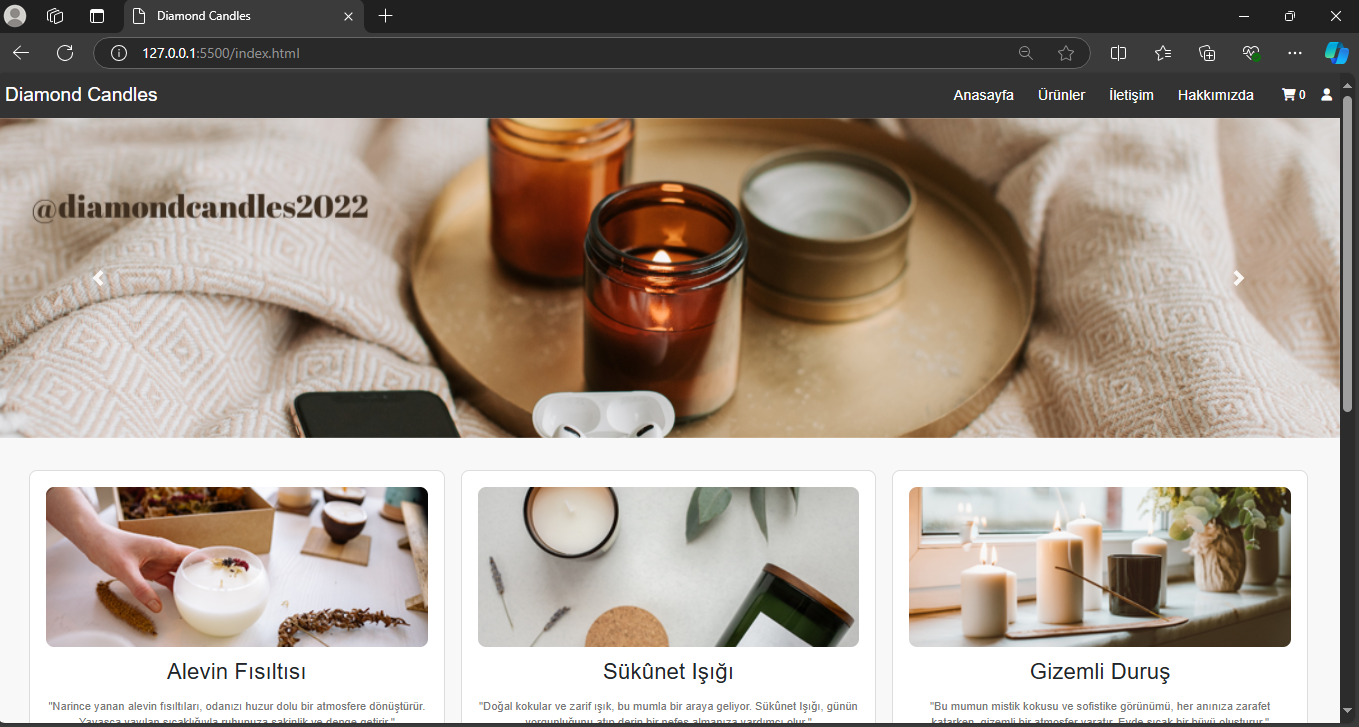 Diamond Candles
127.0.0.1:5500/index.html
Diamond Candles
Anasayfa Ürünler İletişim Hakkımızda 0
@diamondcandles2022
Alevin Fısıltısı
"Narince yanan alevin fısıltıları, odanızı huzur dolu bir atmosfere dönüştürür.
Yavaşça yayılan sıcaklığıyla ruhunuza sakinlik ve denge getirir."
Sükûnet Işığı
"Doğal kokular ve zarif ışık, bu mumla bir araya geliyor. Sükûnet Işığı, günün
yorgunluğunu atıp derin bir nefes almanıza yardımcı olur."
Gizemli Duruş
"Bu mumun mistik kokusu ve sofistike görünümü, her anınıza zarafet
katarken, gizemli bir atmosfer yaratır. Evde sıcak bir büyü oluşturur."